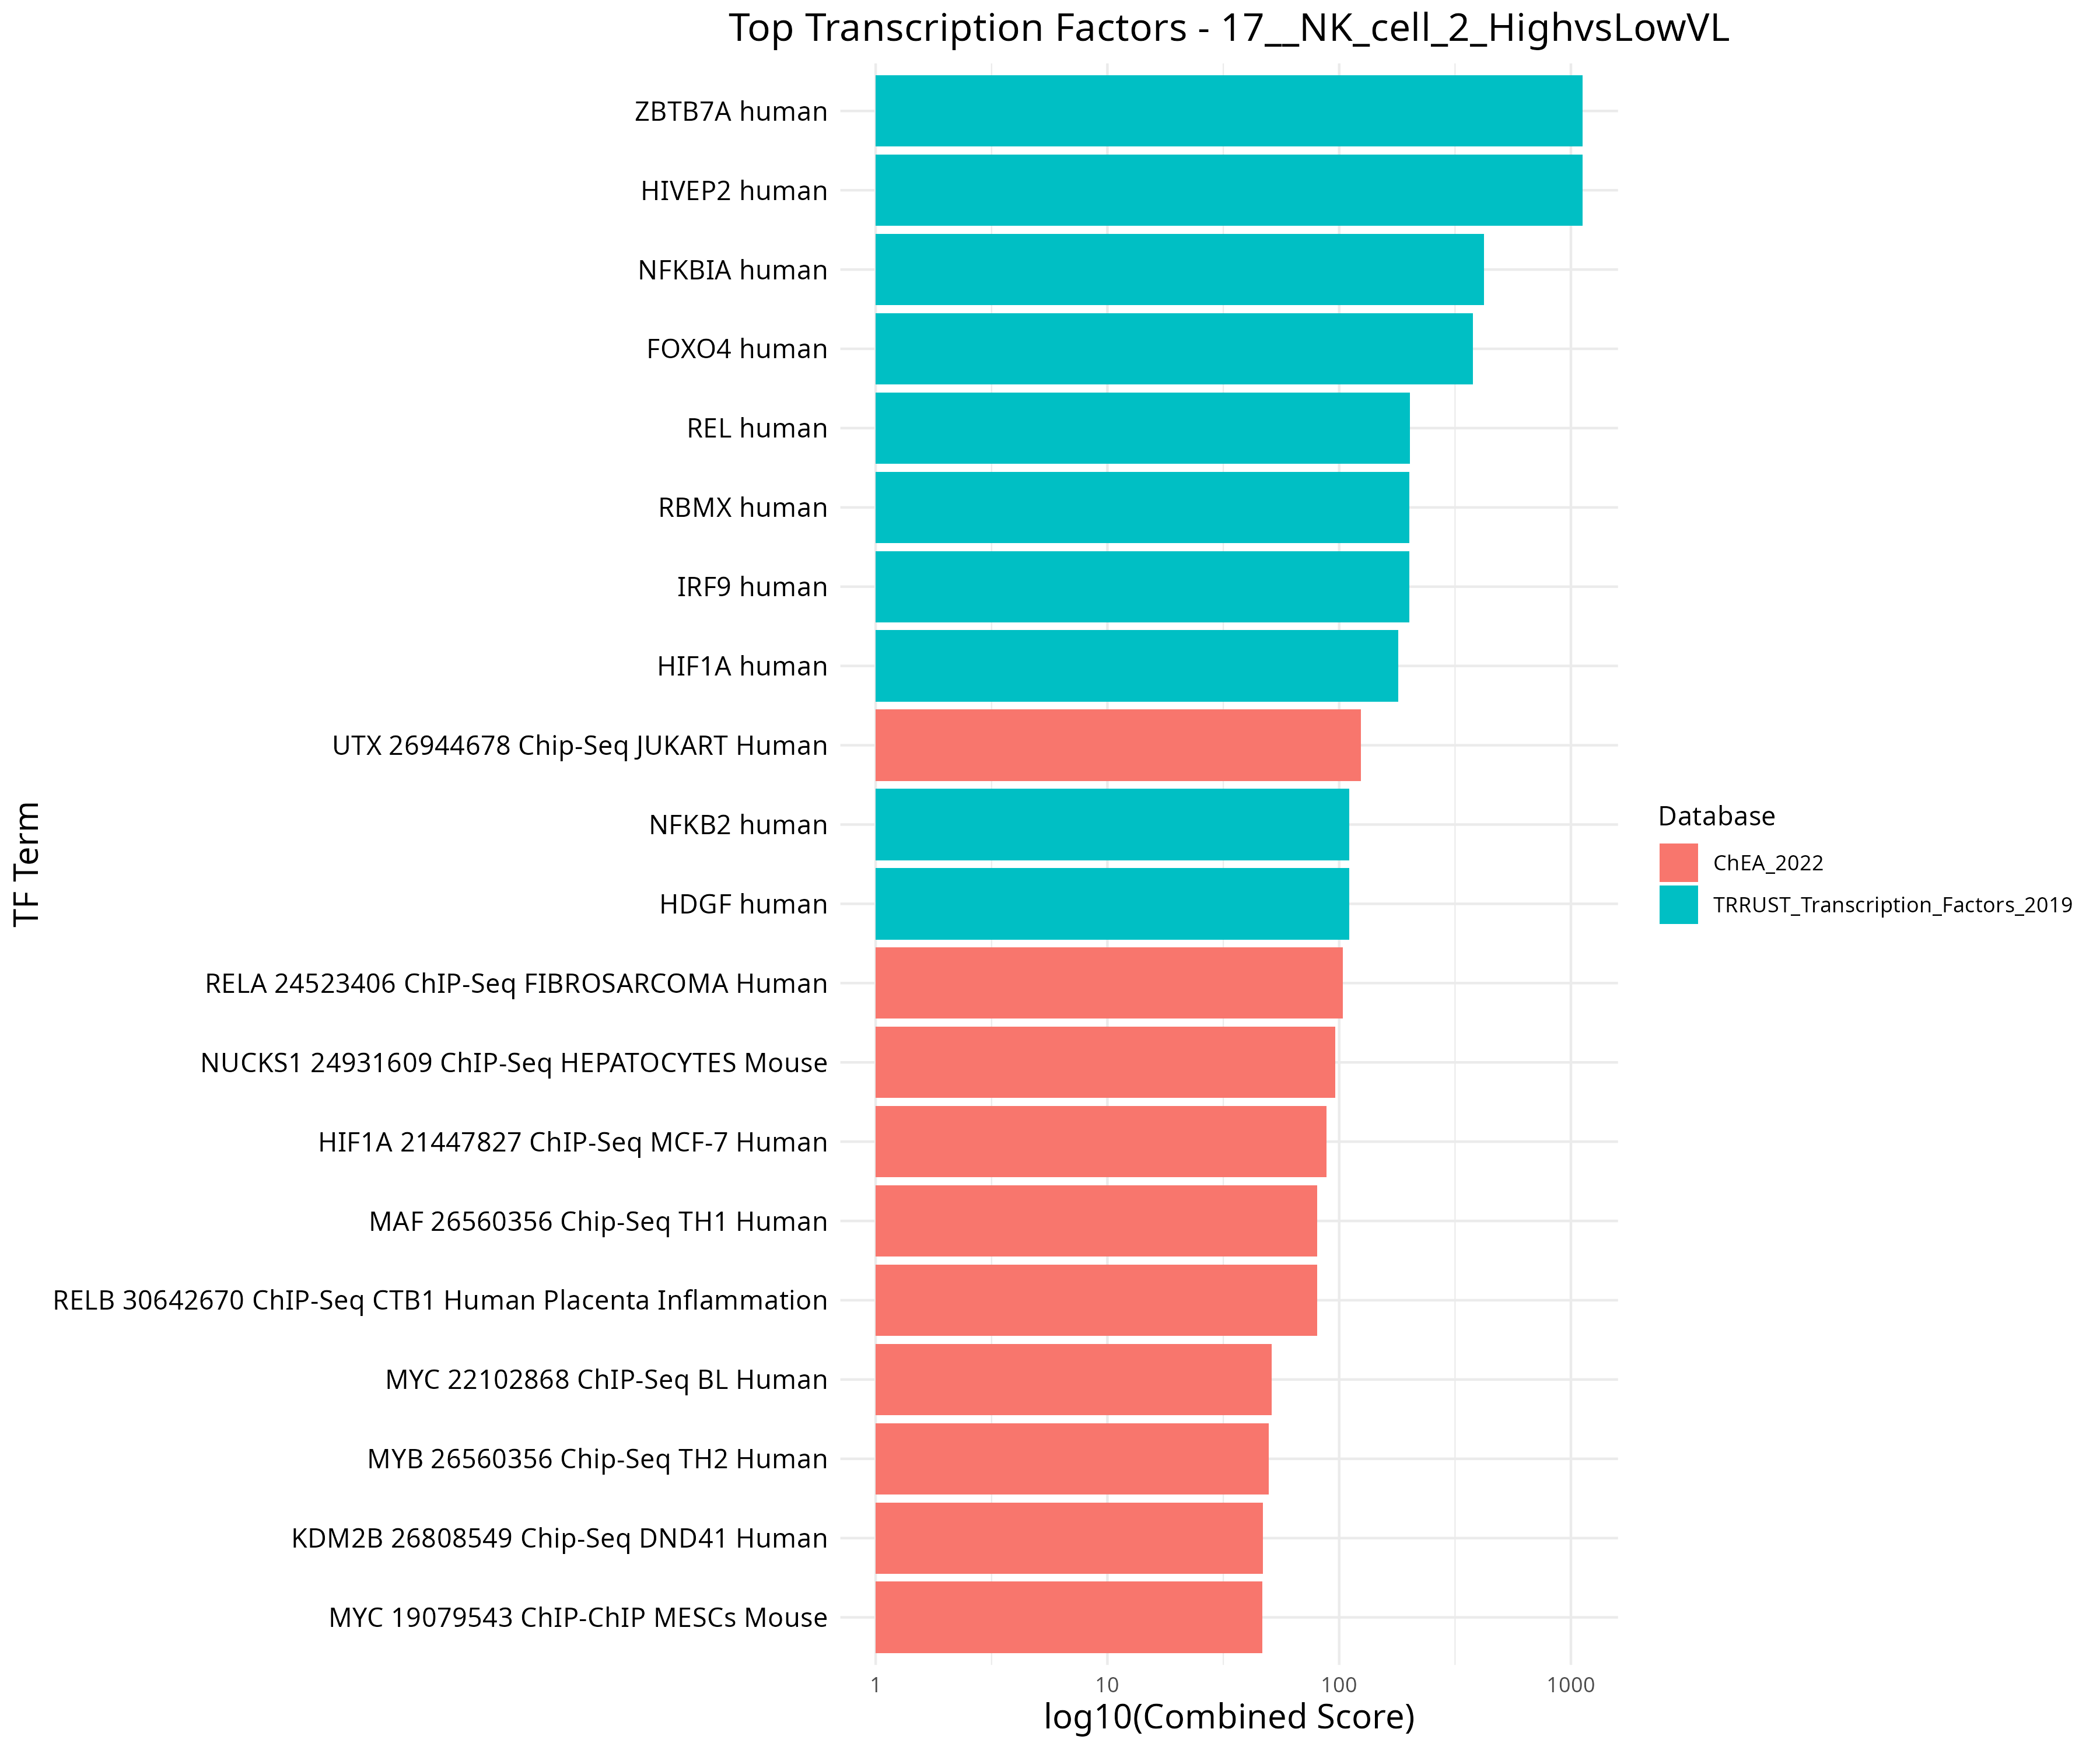 Top Transcription Factors - 17__NK_cell_2_HighvsLowVL
TF Term
ZBTB7A human
HIVEP2 human
NFKBIA human
FOXO4 human
REL human
RBMX human
IRF9 human
HIF1A human
UTX 26944678 Chip-Seq JUKART Human
NFKB2 human
HDGF human
RELA 24523406 ChIP-Seq FIBROSARCOMA Human
NUCKS1 24931609 ChIP-Seq HEPATOCYTES Mouse
HIF1A 21447827 ChIP-Seq MCF-7 Human
MAF 26560356 Chip-Seq TH1 Human
RELB 30642670 ChIP-Seq CTB1 Human Placenta Inflammation
MYC 22102868 ChIP-Seq BL Human
MYB 26560356 Chip-Seq TH2 Human
KDM2B 26808549 Chip-Seq DND41 Human
MYC 19079543 ChIP-ChIP MESCs Mouse
1 10 100 1000
log10(Combined Score)
Database
ChEA_2022
TRRUST_Transcription_Factors_2019